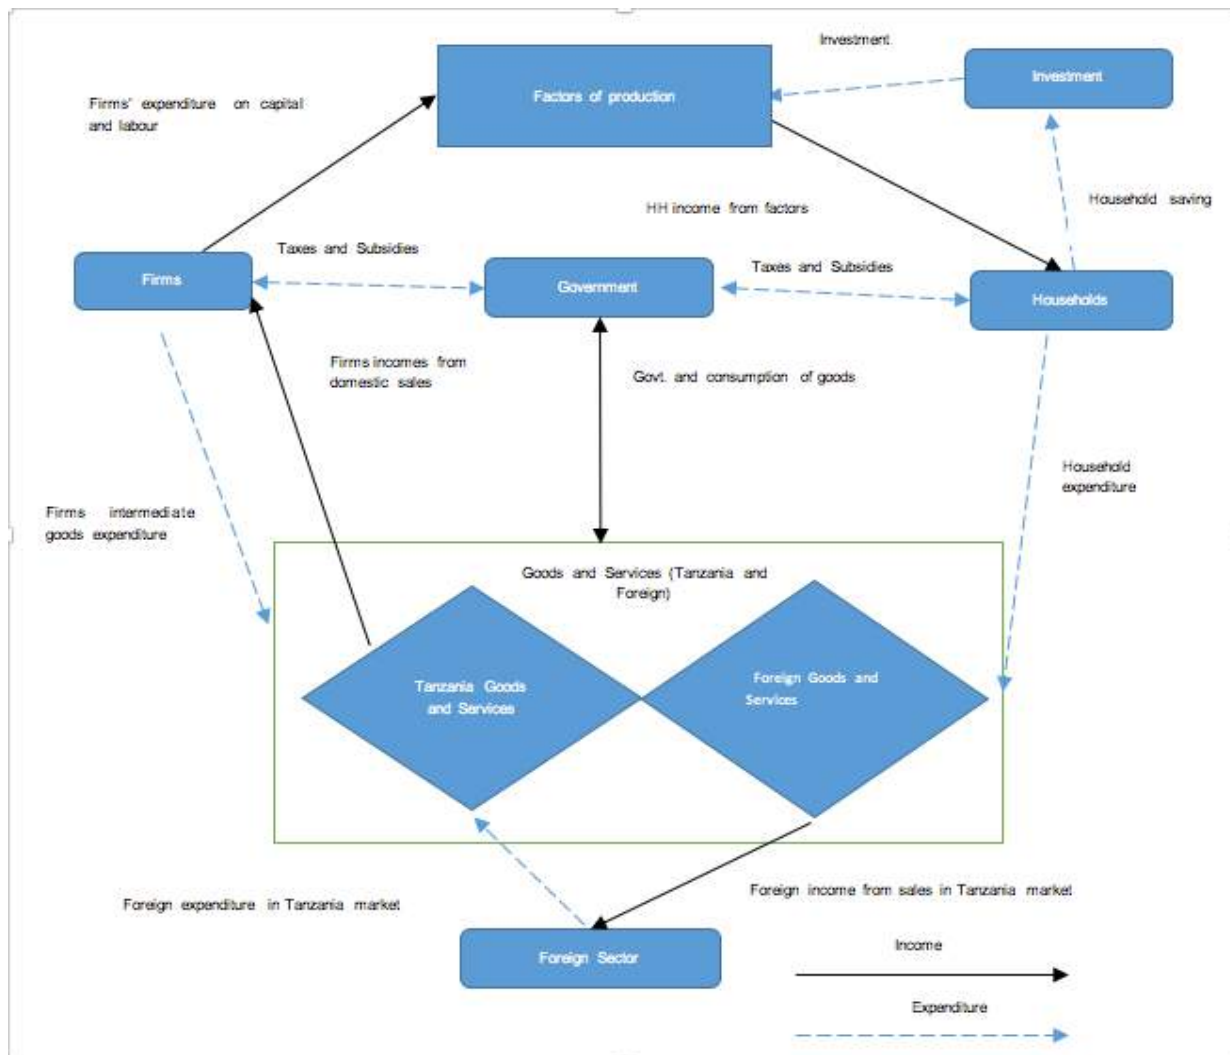 Investment
Investment
Factors of production
Firms' expenditure on capital
and labour
HH income from factors
Household saving
Taxes and Subsidies
Taxes and Subsidies
Firms
Government
Households
Firms incomes from
domestic sales
Govt. and consumption of goods
Household
expenditure
Firms intermediate
goods expenditure
Goods and Services (Tanzania and
Foreign)
Tanzania Goods
and Services
Foreign Goods and
Services
Foreign expenditure in Tanzania market
Foreign income from sales in Tanzania market
Foreign Sector
Income
Expenditure